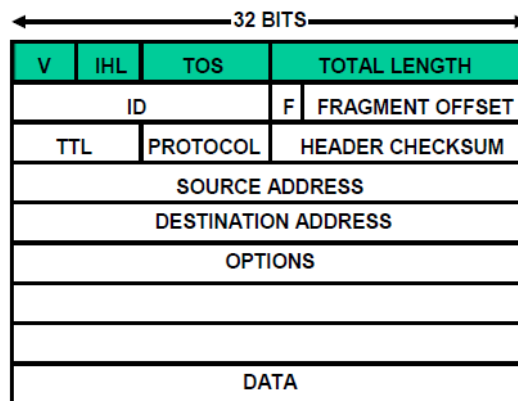 32 BITS
V IHL TOS TOTAL LENGTH
ID F FRAGMENT OFFSET
TTL PROTOCOL HEADER CHECKSUM
SOURCE ADDRESS
DESTINATION ADDRESS
OPTIONS
DATA